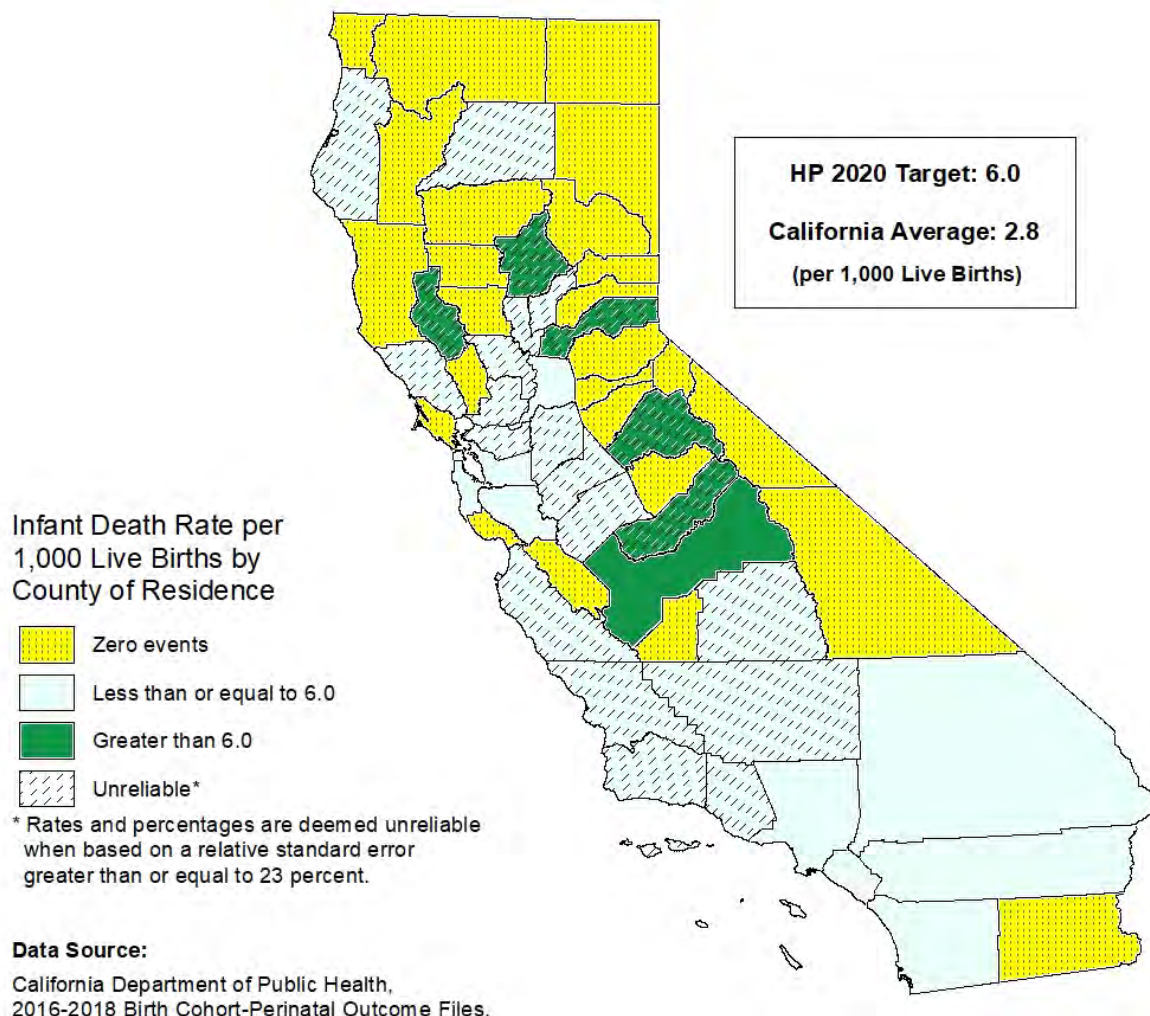 HP 2020 Target: 6.0
California Average: 2.8
(per 1,000 Live Births)
Infant Death Rate per
1,000 Live Births by
County of Residence
Zero events
Less than or equal to 6.0
Greater than 6.0
Unreliable*
* Rates and percentages are deemed unreliable
when based on a relative standard error
greater than or equal to 23 percent.
Data Source:
California Department of Public Health,
2016-2018 Birth Cohort-Perinatal Outcome Files.